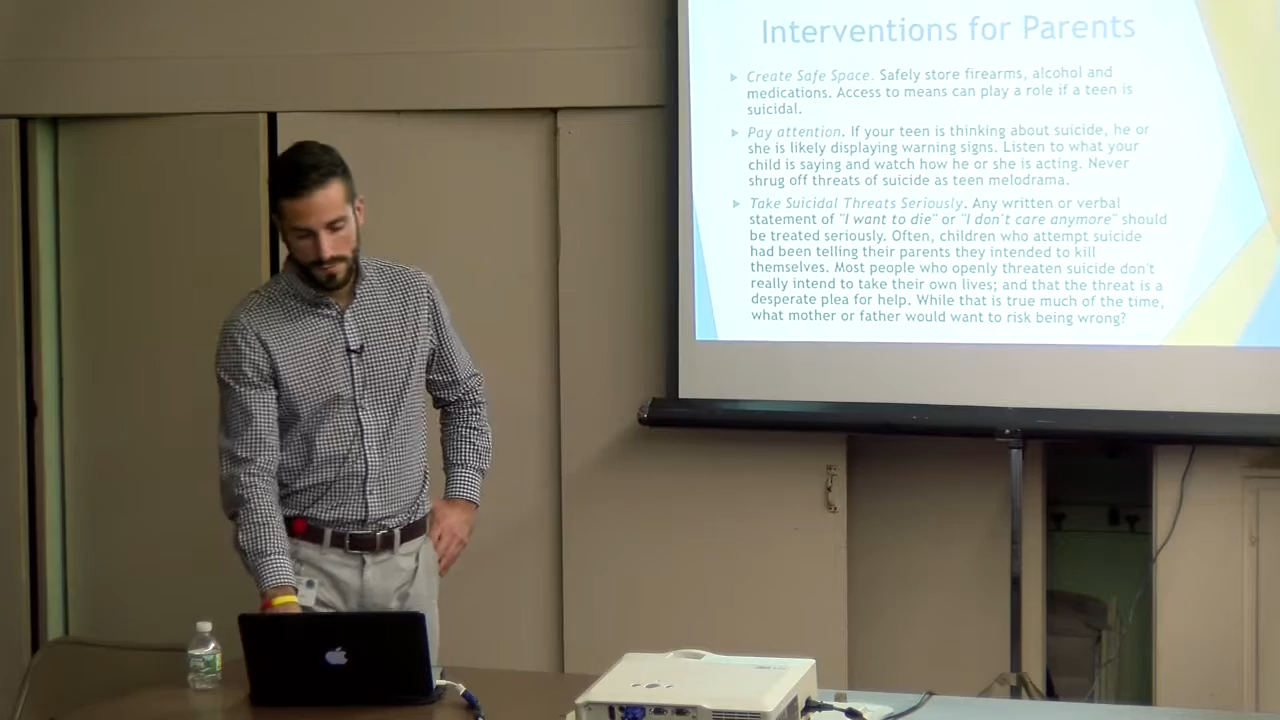 Interventions for Parents
Create Safe Space. Safely store firearms, alcohol and
medications. Access to means can play a role if a teen is
suicidal.
Pay attention. If your teen is thinking about suicide, he or
she is likely displaying warning signs. Listen to what your
child is saying and watch how he or she is acting. Never
shrug off threats of suicide as teen melodrama.
Take Suicidal Threats Seriously. Any written or verbal
statement of "I want to die" or "I don't care anymore" should
be treated seriously. Often, children who attempt suicide
had been telling their parents they intended to kill
themselves. Most people who openly threaten suicide don't
really intend to take their own lives; and that the threat is a
desperate plea for help. While that is true much of the time,
what mother or father would want to risk being wrong?